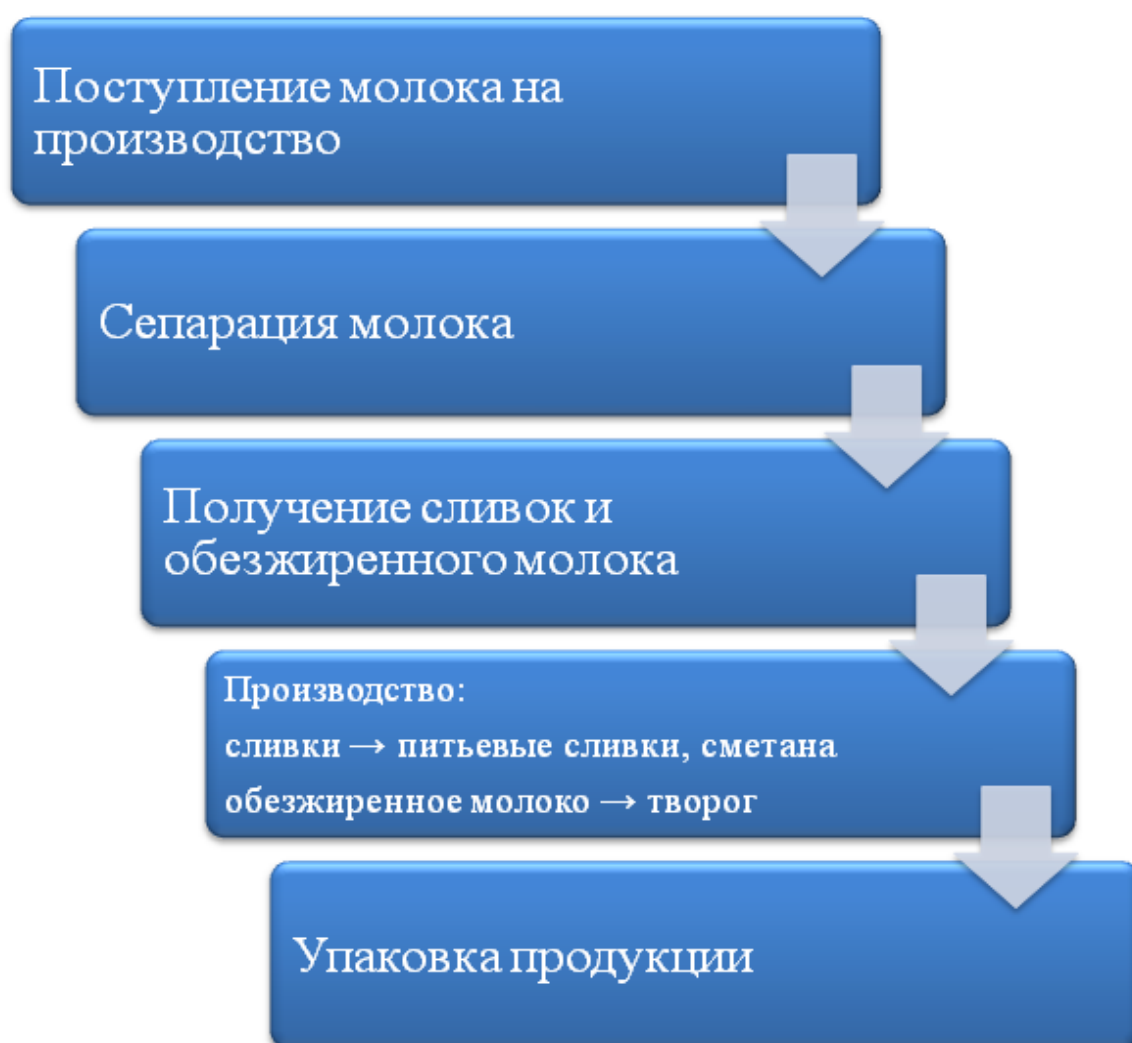 Поступление молока на
производство
Сепарация молока
Получение сливок и
обезжиренного молока
Производство:
сливки → питьевые сливки, сметана
обезжиренное молоко → творог
Упаковка продукции